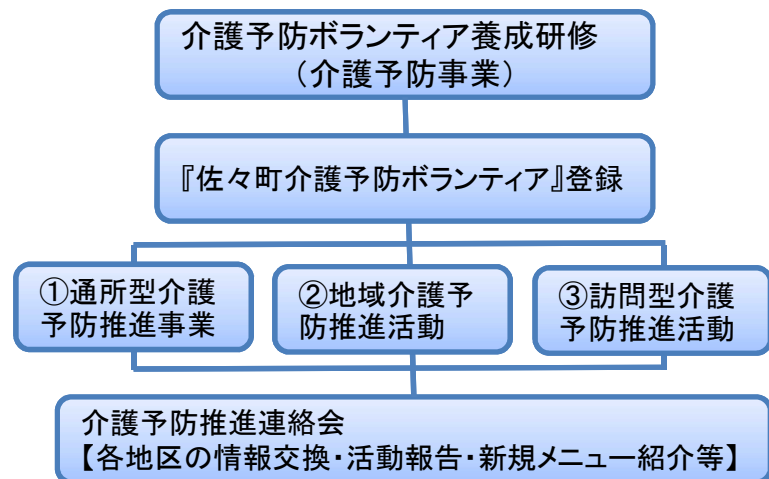 介護予防ボランティア養成研修
（介護予防事業）
『佐々町介護予防ボランティア』登録
①通所型介護
予防推進事業
②地域介護予
防推進活動
③訪問型介護
予防推進活動
介護予防推進連絡会
【各地区の情報交換・活動報告・新規メニュー紹介等】